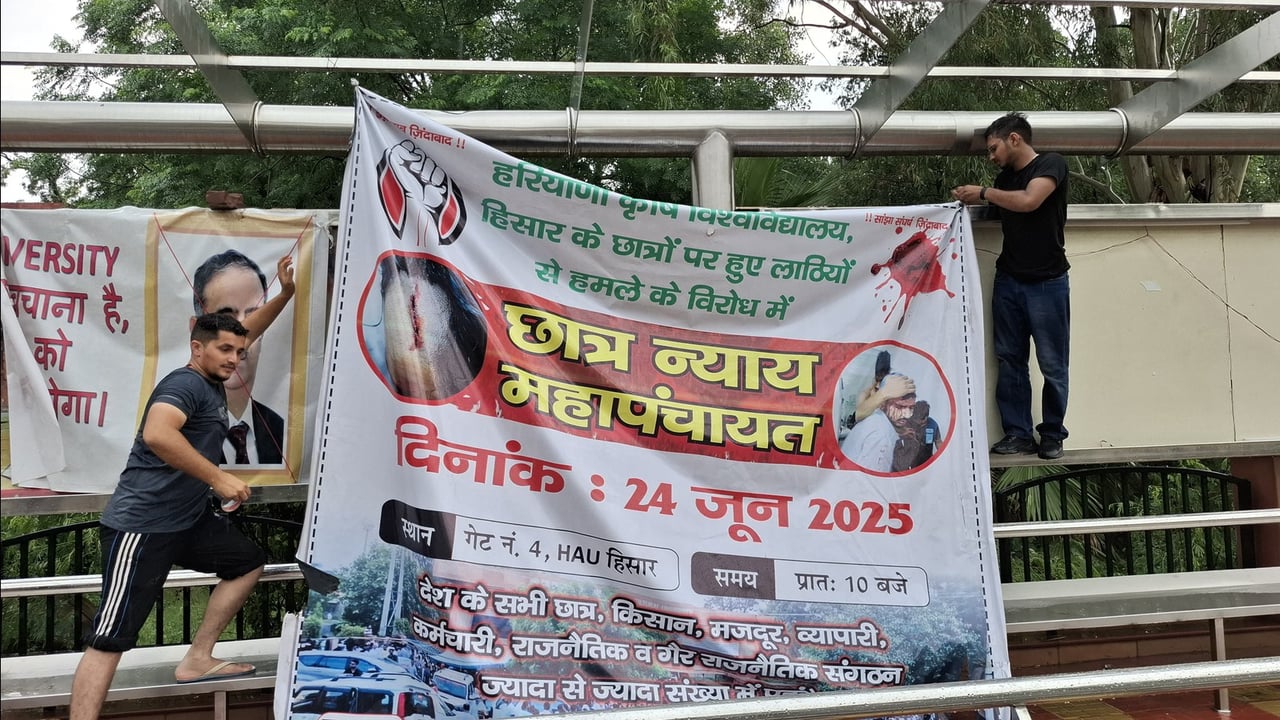 VERSITY
चाना है,
को
गा।
ज़िंदाबाद !!
!! सांझा संघर्ष ज़िंदाबाद !!
हरियाणा कृषि विश्वविद्यालय,
हिसार के छात्रों पर हुए लाठियों
से हमले के विरोध में
छात्र न्याय
महापंचायत
दिनांक : 24 जून 2025
स्थान
गेट नं. 4, HAU हिसार
समय
प्रातः 10 बजे
देश के सभी छात्र, किसान, मजदूर, व्यापारी,
कर्मचारी, राजनैतिक व गैर राजनैतिक संगठन
ज्यादा से ज्यादा संख्या में